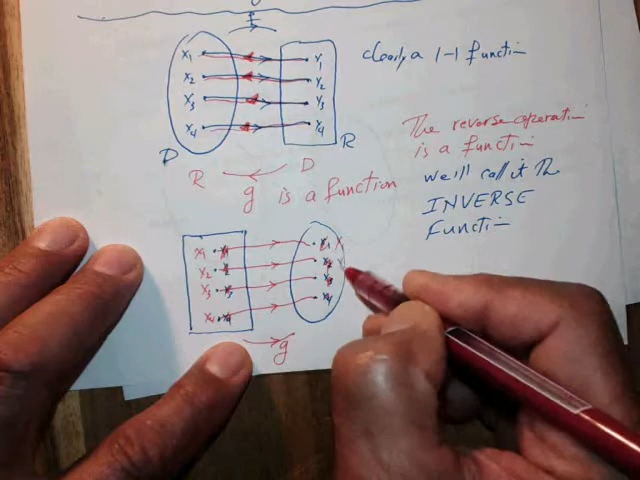 f
X1 Y1 clearly a 1-1 function
X2 Y2
X3 Y3
X4 Y4
D R
The reverse operation
is a function
R D
g is a function
we'll call it the
INVERSE
Function
X1
X2
X3
X4
g